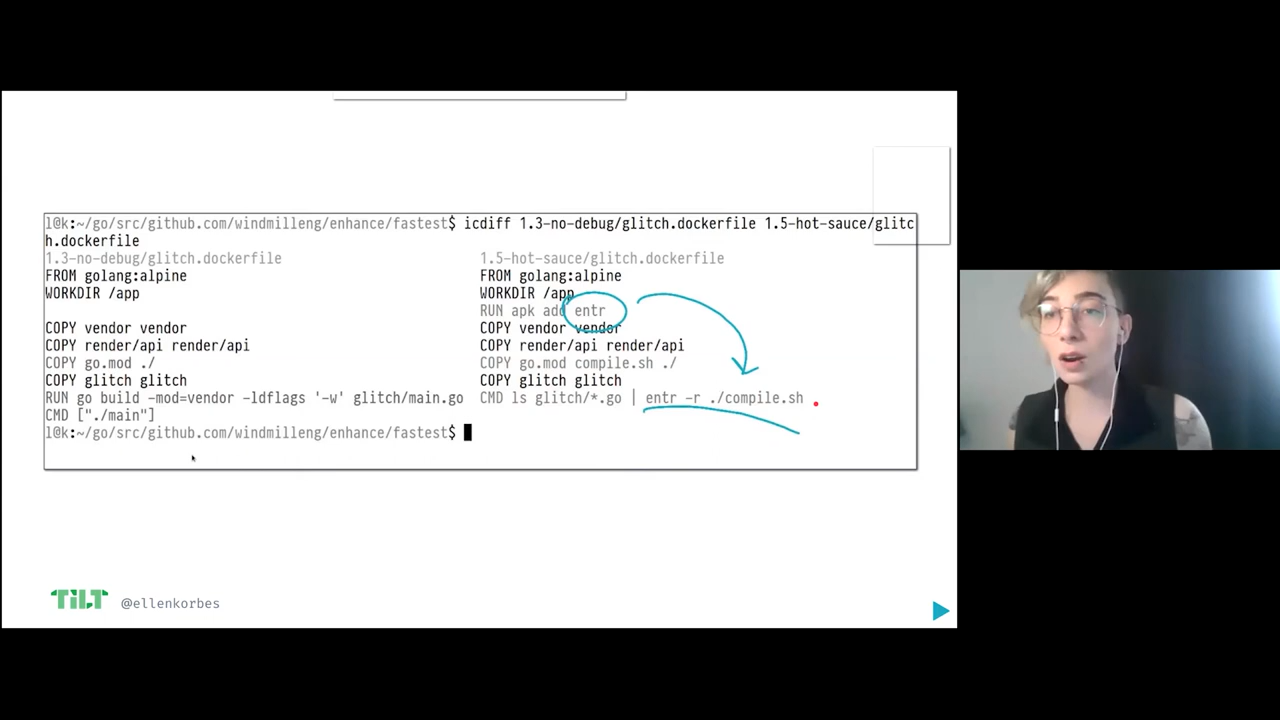 l@k:~/go/src/github.com/windmilleng/enhance/fastest$ icdiff 1.3-no-debug/glitch.dockerfile 1.5-hot-sauce/glitc
h.dockerfile
1.3-no-debug/glitch.dockerfile 1.5-hot-sauce/glitch.dockerfile
FROM golang:alpine FROM golang:alpine
WORKDIR /app WORKDIR /app
RUN apk add entr
COPY vendor vendor COPY vendor vendor
COPY render/api render/api COPY render/api render/api
COPY go.mod ./ COPY go.mod compile.sh ./
COPY glitch glitch COPY glitch glitch
RUN go build -mod=vendor -ldflags '-w' glitch/main.go CMD ls glitch/*.go | entr -r ./compile.sh
CMD ["./main"]
l@k:~/go/src/github.com/windmilleng/enhance/fastest$
TILT @ellenkorbes